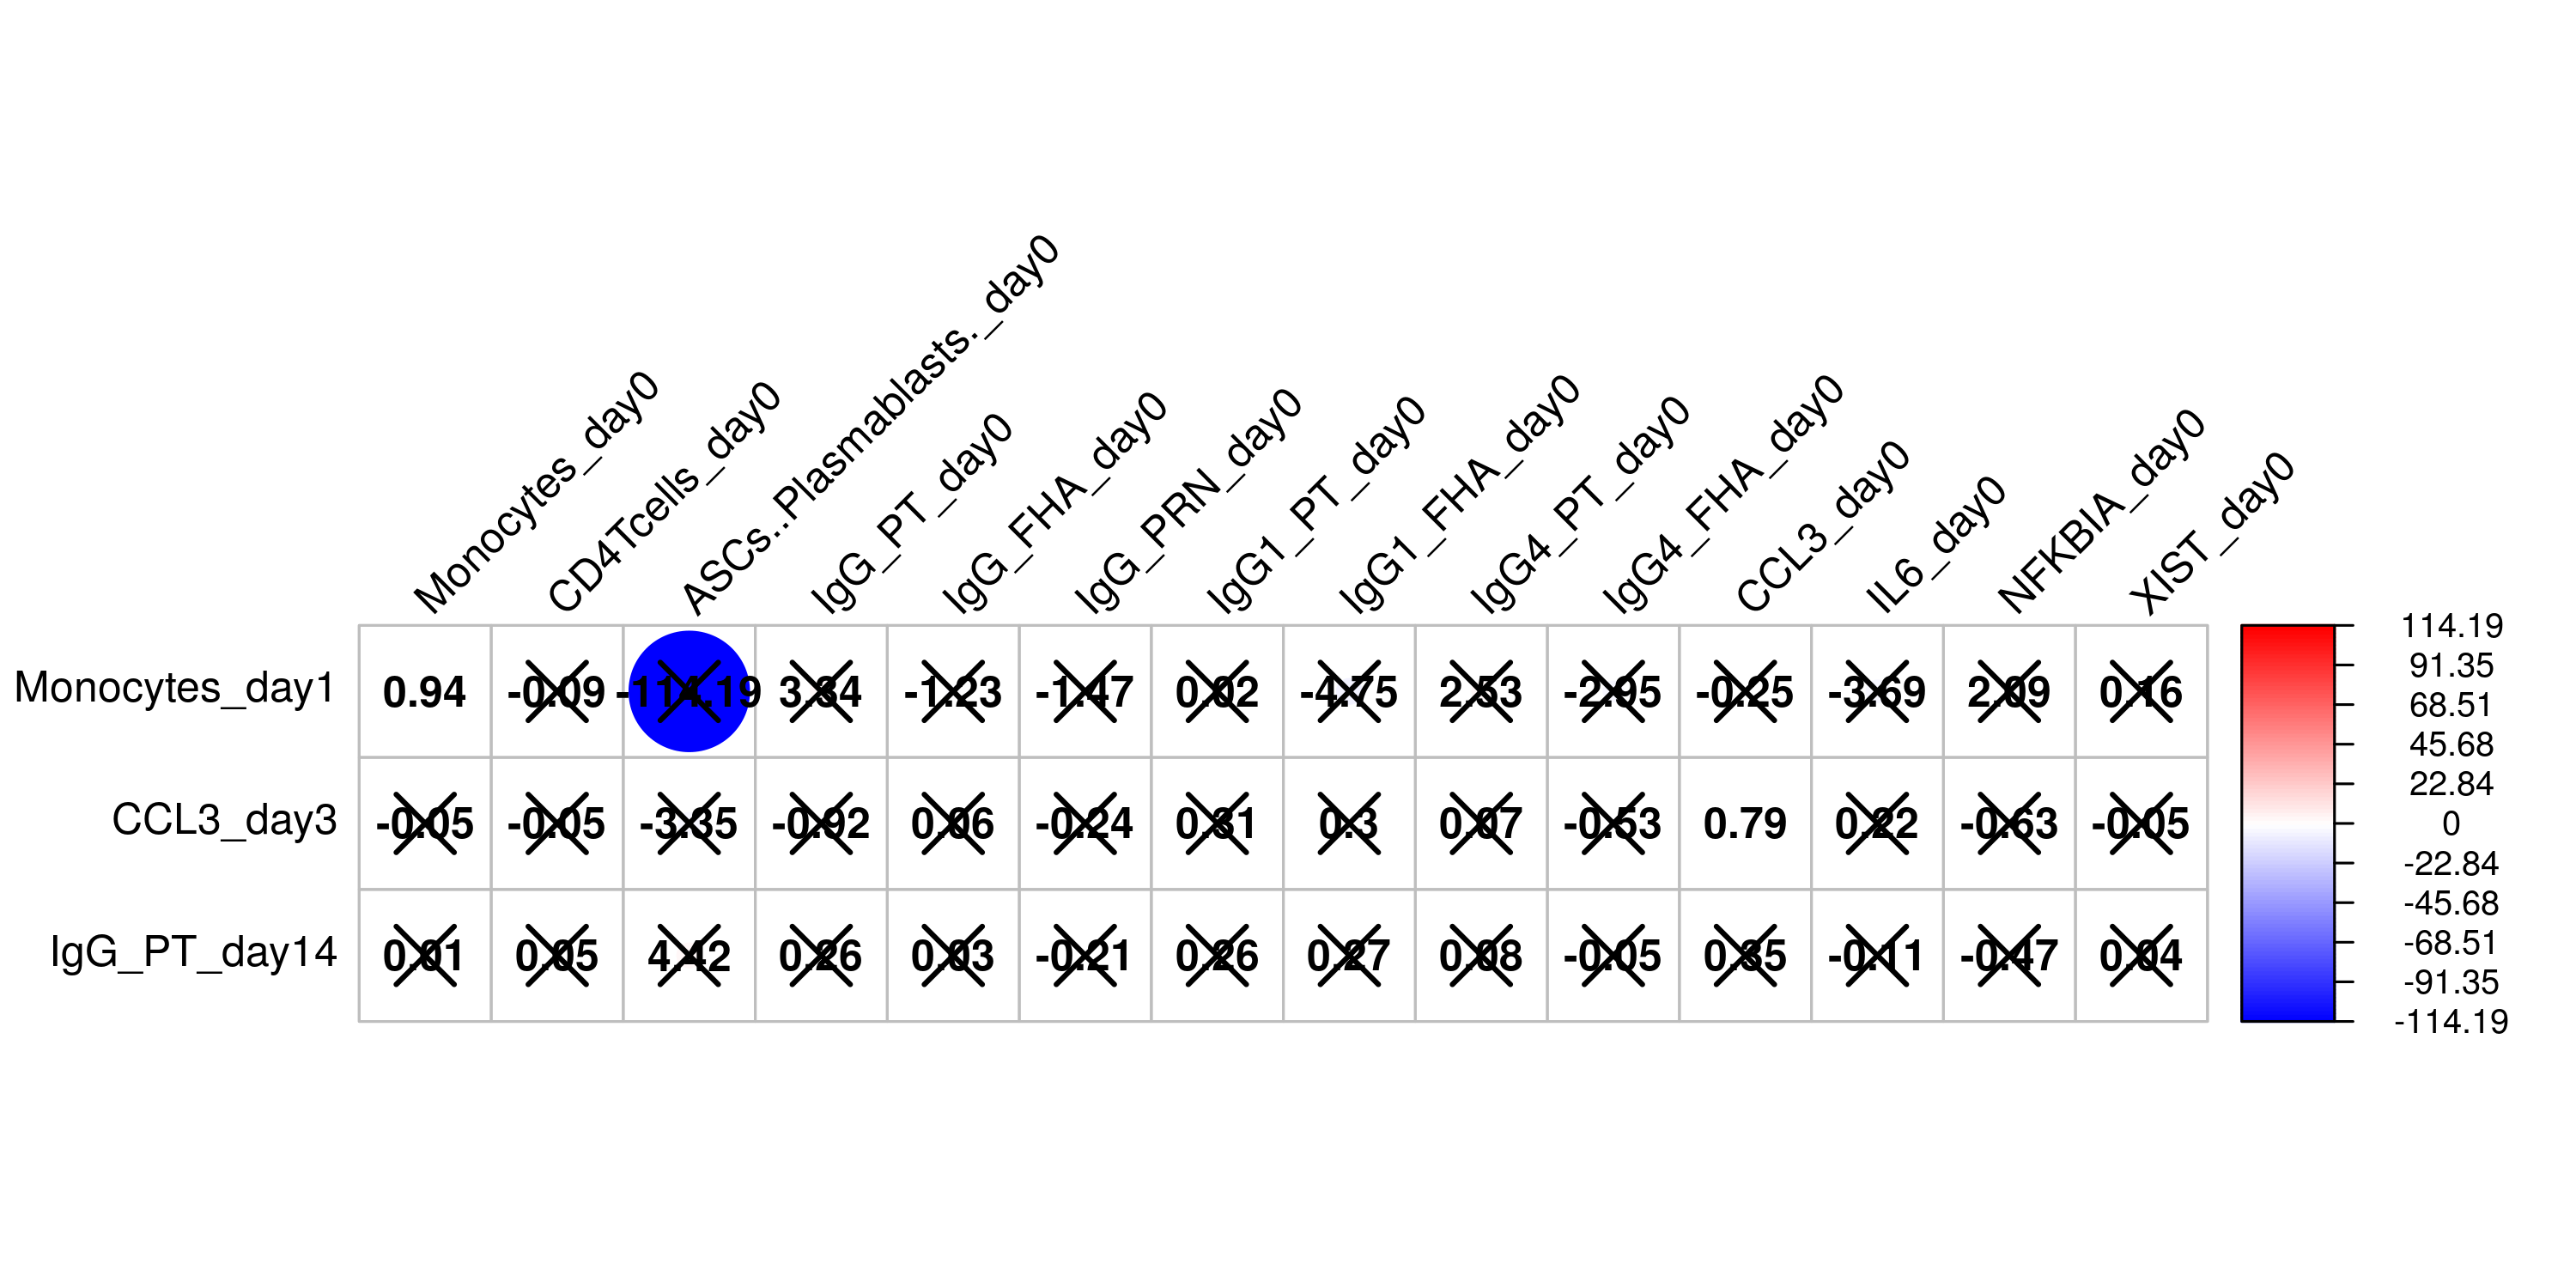 Monocytes_day0 CD4Tcells_day0 ASCs..Plasmablasts._day0 IgG_PT_day0 IgG_FHA_day0 IgG_PRN_day0 IgG1_PT_day0 IgG1_FHA_day0 IgG4_PT_day0 IgG4_FHA_day0 CCL3_day0 IL6_day0 NFKBIA_day0 XIST_day0
Monocytes_day1 0.94 -0.09 -114.19 3.34 -1.23 -1.47 0.02 -4.75 2.53 -2.95 -0.25 -3.69 2.09 0.16
CCL3_day3 -0.05 -0.05 -3.35 -0.92 0.06 -0.24 0.31 0.3 0.07 -0.53 0.79 0.22 -0.63 -0.05
IgG_PT_day14 0.01 0.05 4.42 0.26 0.03 -0.21 0.26 0.27 0.08 -0.05 0.35 -0.11 -0.47 0.04
114.19
91.35
68.51
45.68
22.84
0
-22.84
-45.68
-68.51
-91.35
-114.19